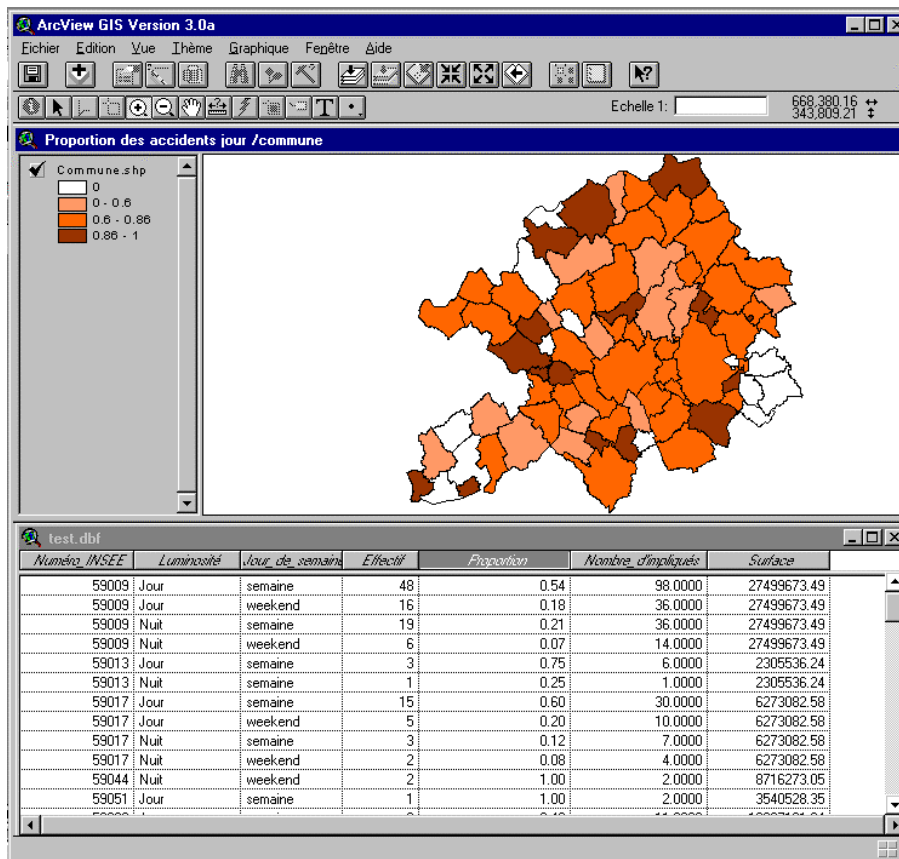 ArcView GIS Version 3.0a
Fichier Edition Vue Thème Graphique Fenêtre Aide
Echelle 1: 668,380.16
343,809.21
Proportion des accidents jour /commune
Commune.shp
0
0 - 0.6
0.6 - 0.86
0.86 - 1
test.dbf
Numéro_INSEE Luminosité Jour_de_semaine Effectif Proportion Nombre_d'impliqués Surface
59009 Jour semaine 48 0.54 98.0000 27499673.49
59009 Jour weekend 16 0.18 36.0000 27499673.49
59009 Nuit semaine 19 0.21 36.0000 27499673.49
59009 Nuit weekend 6 0.07 14.0000 27499673.49
59013 Jour semaine 3 0.75 6.0000 2305536.24
59013 Nuit semaine 1 0.25 1.0000 2305536.24
59017 Jour semaine 15 0.60 30.0000 6273082.58
59017 Jour weekend 5 0.20 10.0000 6273082.58
59017 Nuit semaine 3 0.12 7.0000 6273082.58
59017 Nuit weekend 2 0.08 4.0000 6273082.58
59044 Nuit weekend 2 1.00 2.0000 8716273.05
59051 Jour semaine 1 1.00 2.0000 3540528.35